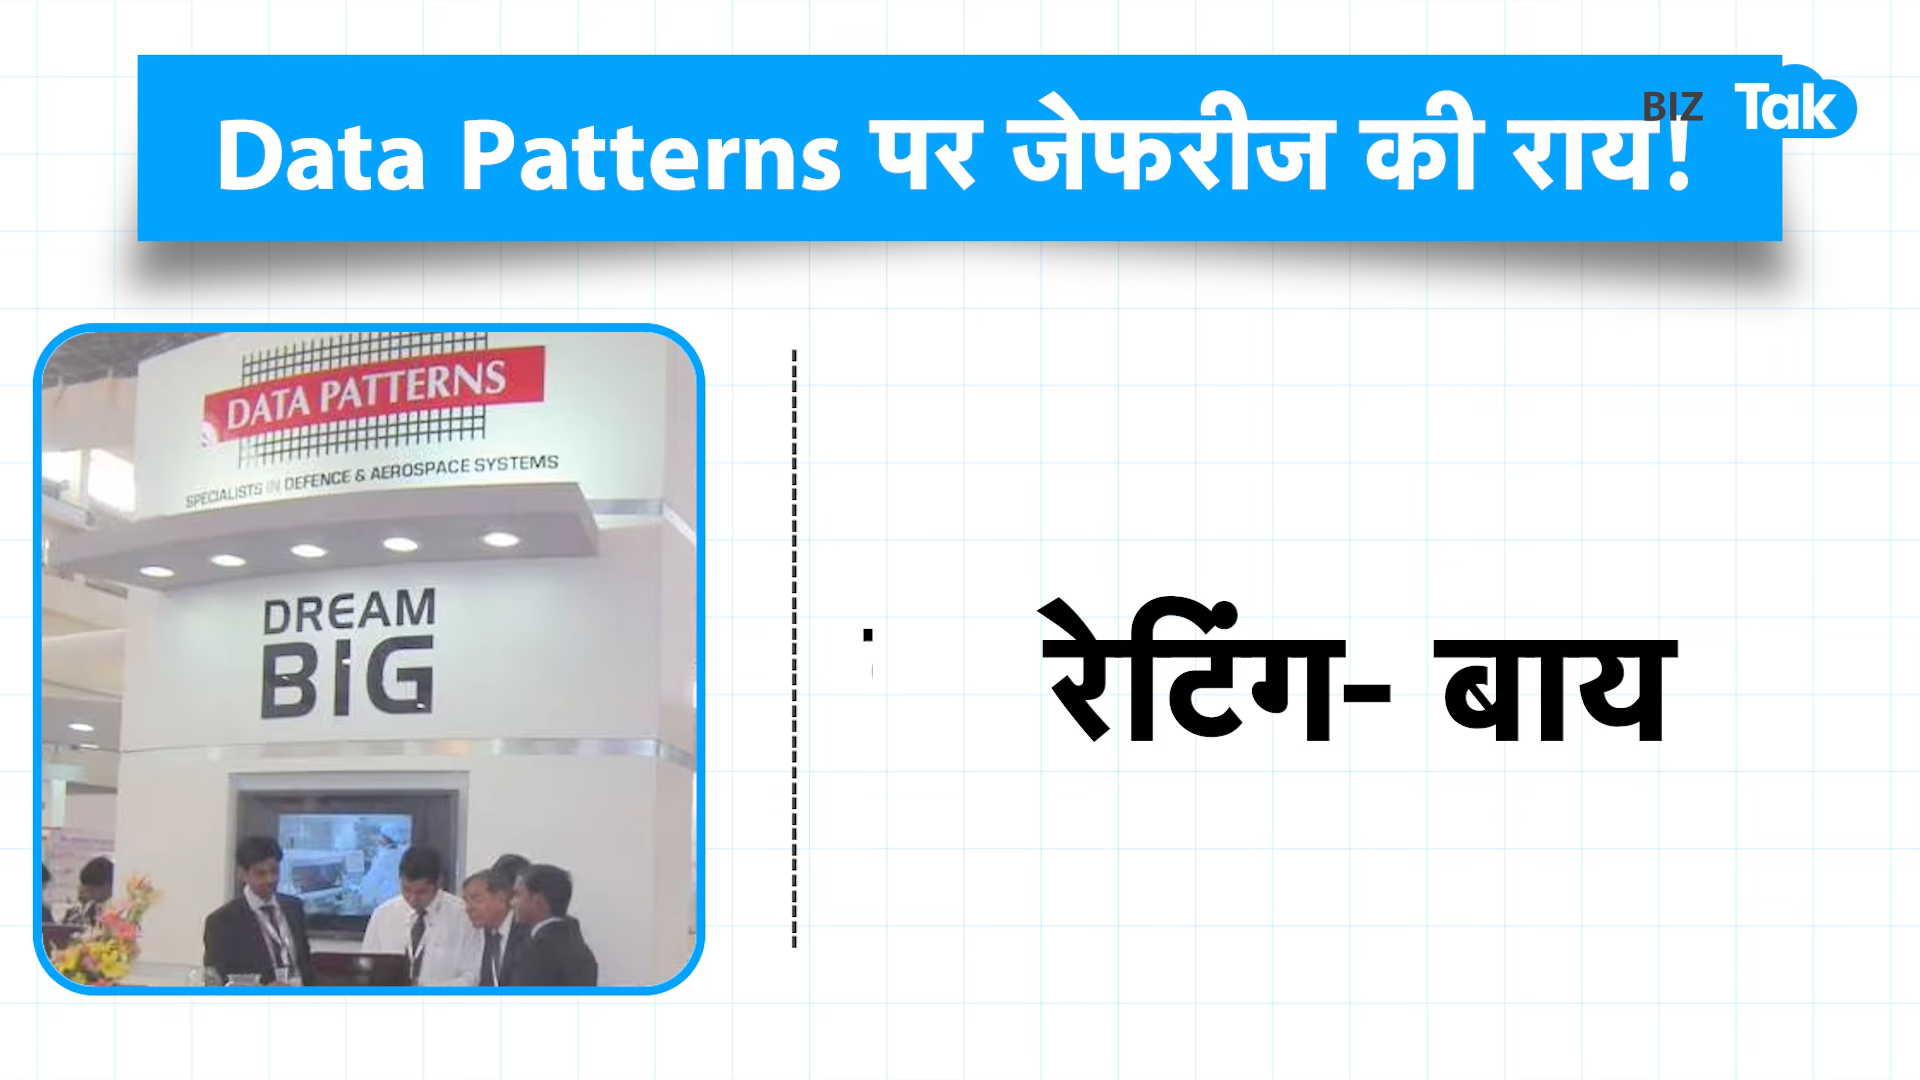 Data Patterns पर जेफरीज की राय!
BIZ Tak
DATA PATTERNS
SPECIALISTS IN DEFENCE & AEROSPACE SYSTEMS
DREAM
BIG
रेटिंग- बाय